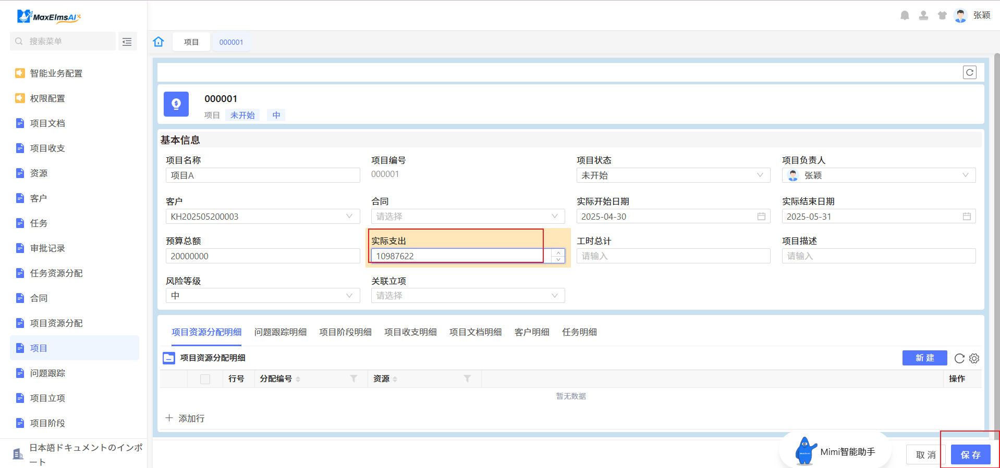 MaxElmsAI
张颖
搜索菜单
项目
000001
智能业务配置
权限配置
项目文档
项目收支
资源
客户
任务
审批记录
任务资源分配
合同
项目资源分配
项目
问题跟踪
项目立项
项目阶段
日本語ドキュメントのインポ
ート
000001
项目 未开始 中
基本信息
项目名称 项目编号 项目状态 项目负责人
项目A 000001 未开始 张颖
客户 合同 实际开始日期 实际结束日期
KH202505200003 请选择 2025-04-30 2025-05-31
预算总额 实际支出 工时总计 项目描述
20000000 10987622 请输入 请输入
风险等级 关联立项
中 请选择
项目资源分配明细 问题跟踪明细 项目阶段明细 项目收支明细 项目文档明细 客户明细 任务明细
项目资源分配明细 新 建
行号 分配编号 资源 操作
暂无数据
添加行
Mimi智能助手 取 消 保 存